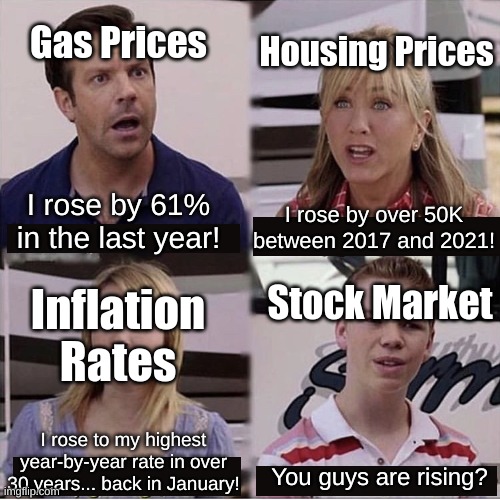 Gas Prices
I rose by 61%
in the last year!
Housing Prices
I rose by over 50K
between 2017 and 2021!
Inflation
Rates
I rose to my highest
year-by-year rate in over
30 years... back in January!
Stock Market
You guys are rising?
imgflip.com